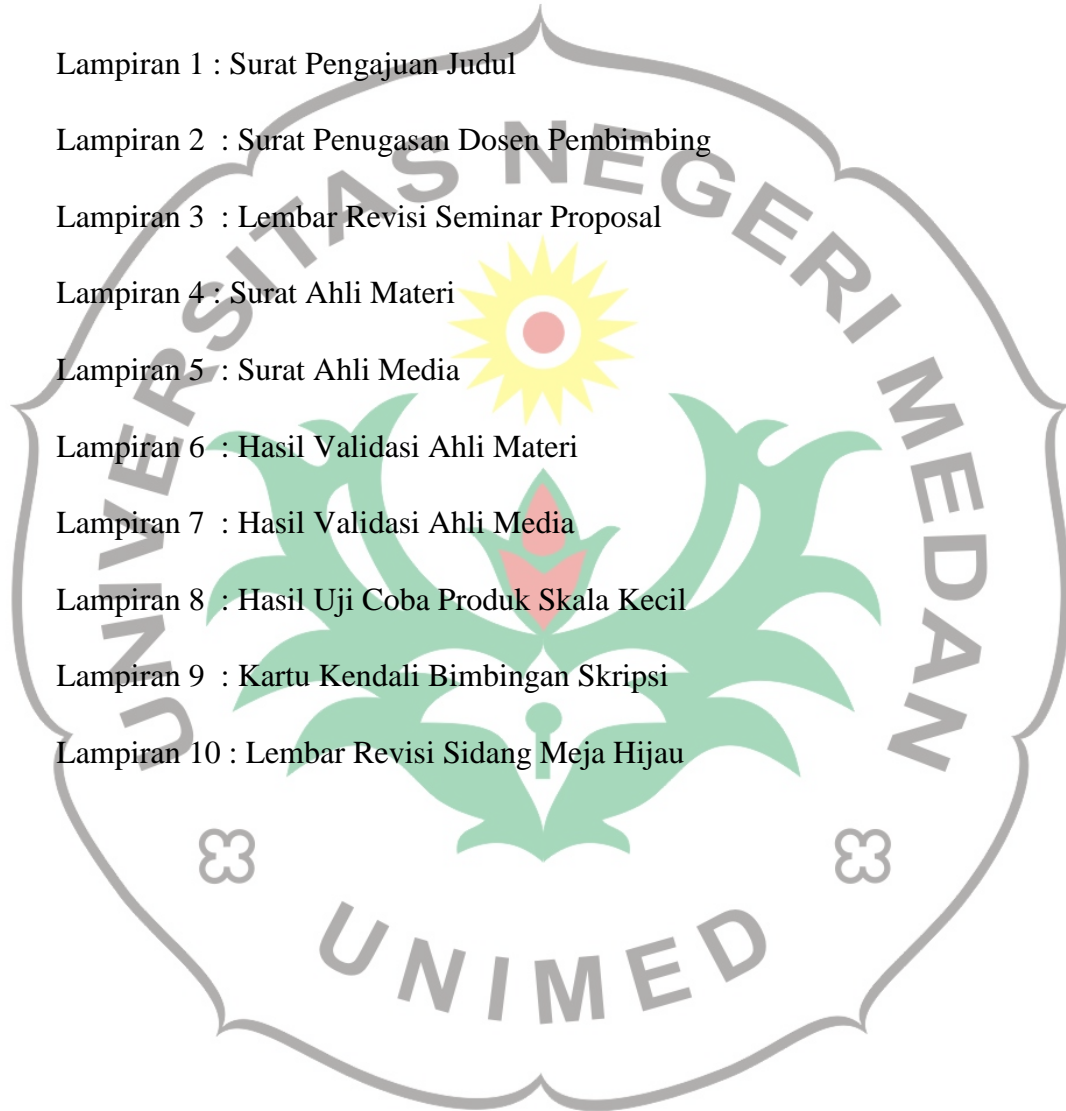 Lampiran 1 : Surat Pengajuan Judul
Lampiran 2  : Surat Penugasan Dosen Pembimbing
Lampiran 3  : Lembar Revisi Seminar Proposal
Lampiran 4 : Surat Ahli Materi
Lampiran 5  : Surat Ahli Media
Lampiran 6  : Hasil Validasi Ahli Materi
Lampiran 7  : Hasil Validasi Ahli Media
Lampiran 8  : Hasil Uji Coba Produk Skala Kecil
Lampiran 9  : Kartu Kendali Bimbingan Skripsi
Lampiran 10 : Lembar Revisi Sidang Meja Hijau
UNIVERSITAS NEGERI MEDAN
UNIMED